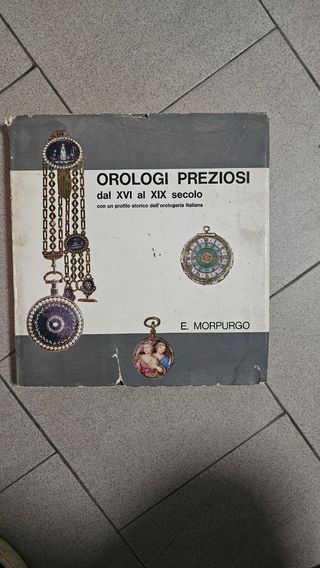 OROLOGI PREZIOSI
dal XVI al XIX secolo
con un profilo storico dell'orologeria italiana
E. MORPURGO